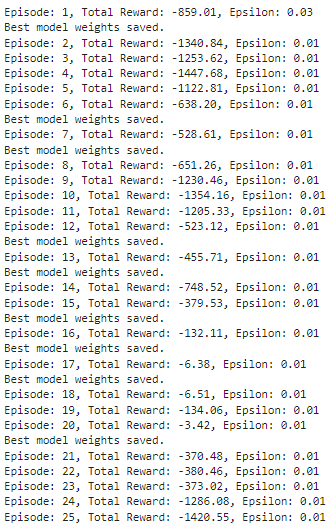 Episode: 1, Total Reward: -859.01, Epsilon: 0.03
Best model weights saved.
Episode: 2, Total Reward: -1340.84, Epsilon: 0.01
Episode: 3, Total Reward: -1253.62, Epsilon: 0.01
Episode: 4, Total Reward: -1447.68, Epsilon: 0.01
Episode: 5, Total Reward: -1122.81, Epsilon: 0.01
Episode: 6, Total Reward: -638.20, Epsilon: 0.01
Best model weights saved.
Episode: 7, Total Reward: -528.61, Epsilon: 0.01
Best model weights saved.
Episode: 8, Total Reward: -651.26, Epsilon: 0.01
Episode: 9, Total Reward: -1230.46, Epsilon: 0.01
Episode: 10, Total Reward: -1354.16, Epsilon: 0.01
Episode: 11, Total Reward: -1205.33, Epsilon: 0.01
Episode: 12, Total Reward: -523.12, Epsilon: 0.01
Best model weights saved.
Episode: 13, Total Reward: -455.71, Epsilon: 0.01
Best model weights saved.
Episode: 14, Total Reward: -748.52, Epsilon: 0.01
Episode: 15, Total Reward: -379.53, Epsilon: 0.01
Best model weights saved.
Episode: 16, Total Reward: -132.11, Epsilon: 0.01
Best model weights saved.
Episode: 17, Total Reward: -6.38, Epsilon: 0.01
Best model weights saved.
Episode: 18, Total Reward: -6.51, Epsilon: 0.01
Episode: 19, Total Reward: -134.06, Epsilon: 0.01
Episode: 20, Total Reward: -3.42, Epsilon: 0.01
Best model weights saved.
Episode: 21, Total Reward: -370.48, Epsilon: 0.01
Episode: 22, Total Reward: -380.46, Epsilon: 0.01
Episode: 23, Total Reward: -373.02, Epsilon: 0.01
Episode: 24, Total Reward: -1286.08, Epsilon: 0.01
Episode: 25, Total Reward: -1420.55, Epsilon: 0.01